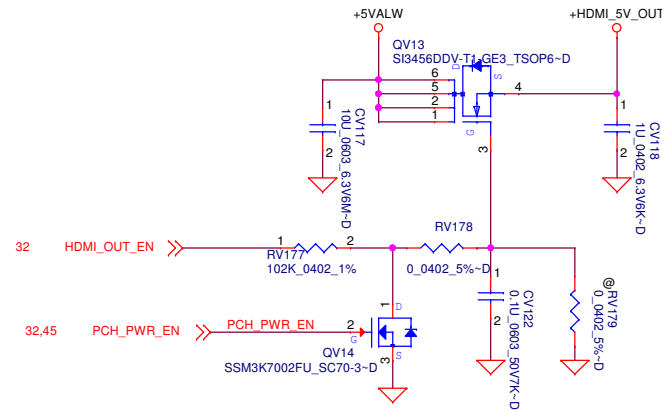 +5VALW
+HDMI_5V_OUT
QV13
SI3456DDV-T1-GE3_TSOP6~D
D
S
G
6
5
2
1
4
3
1
2
CV117
10U_0603_6.3V6M~D
1
2
CV118
1U_0402_6.3V6K~D
32 HDMI_OUT_EN
1
2
RV177
102K_0402_1%
RV178
0_0402_5%~D
1
2
CV122
0.1U_0603_50V7K~D
@
RV179
0_0402_5%~D
32,45 PCH_PWR_EN
PCH_PWR_EN
2
G
1
D
3
S
QV14
SSM3K7002FU_SC70-3~D